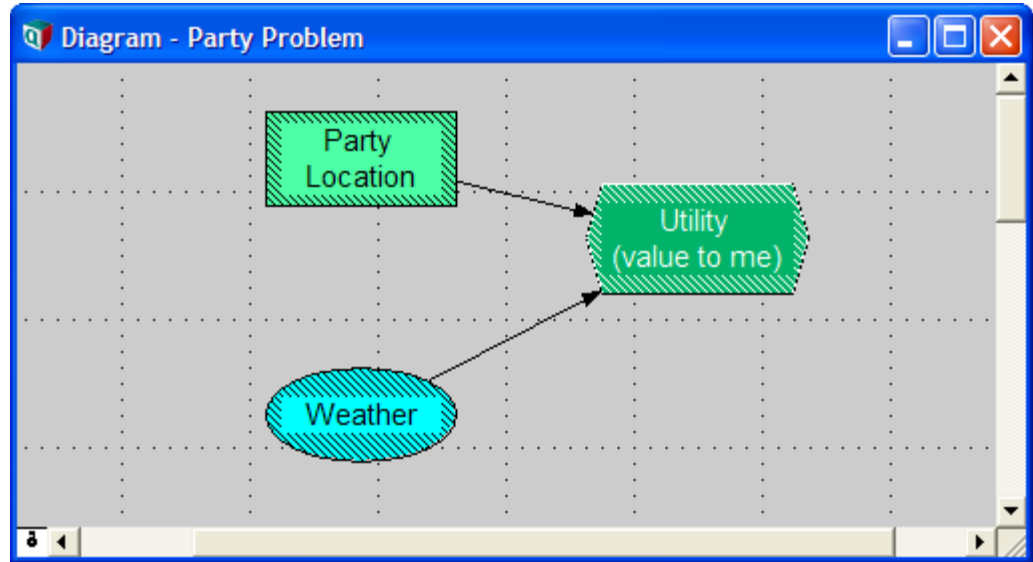 Diagram - Party Problem
Party
Location
Utility
(value to me)
Weather